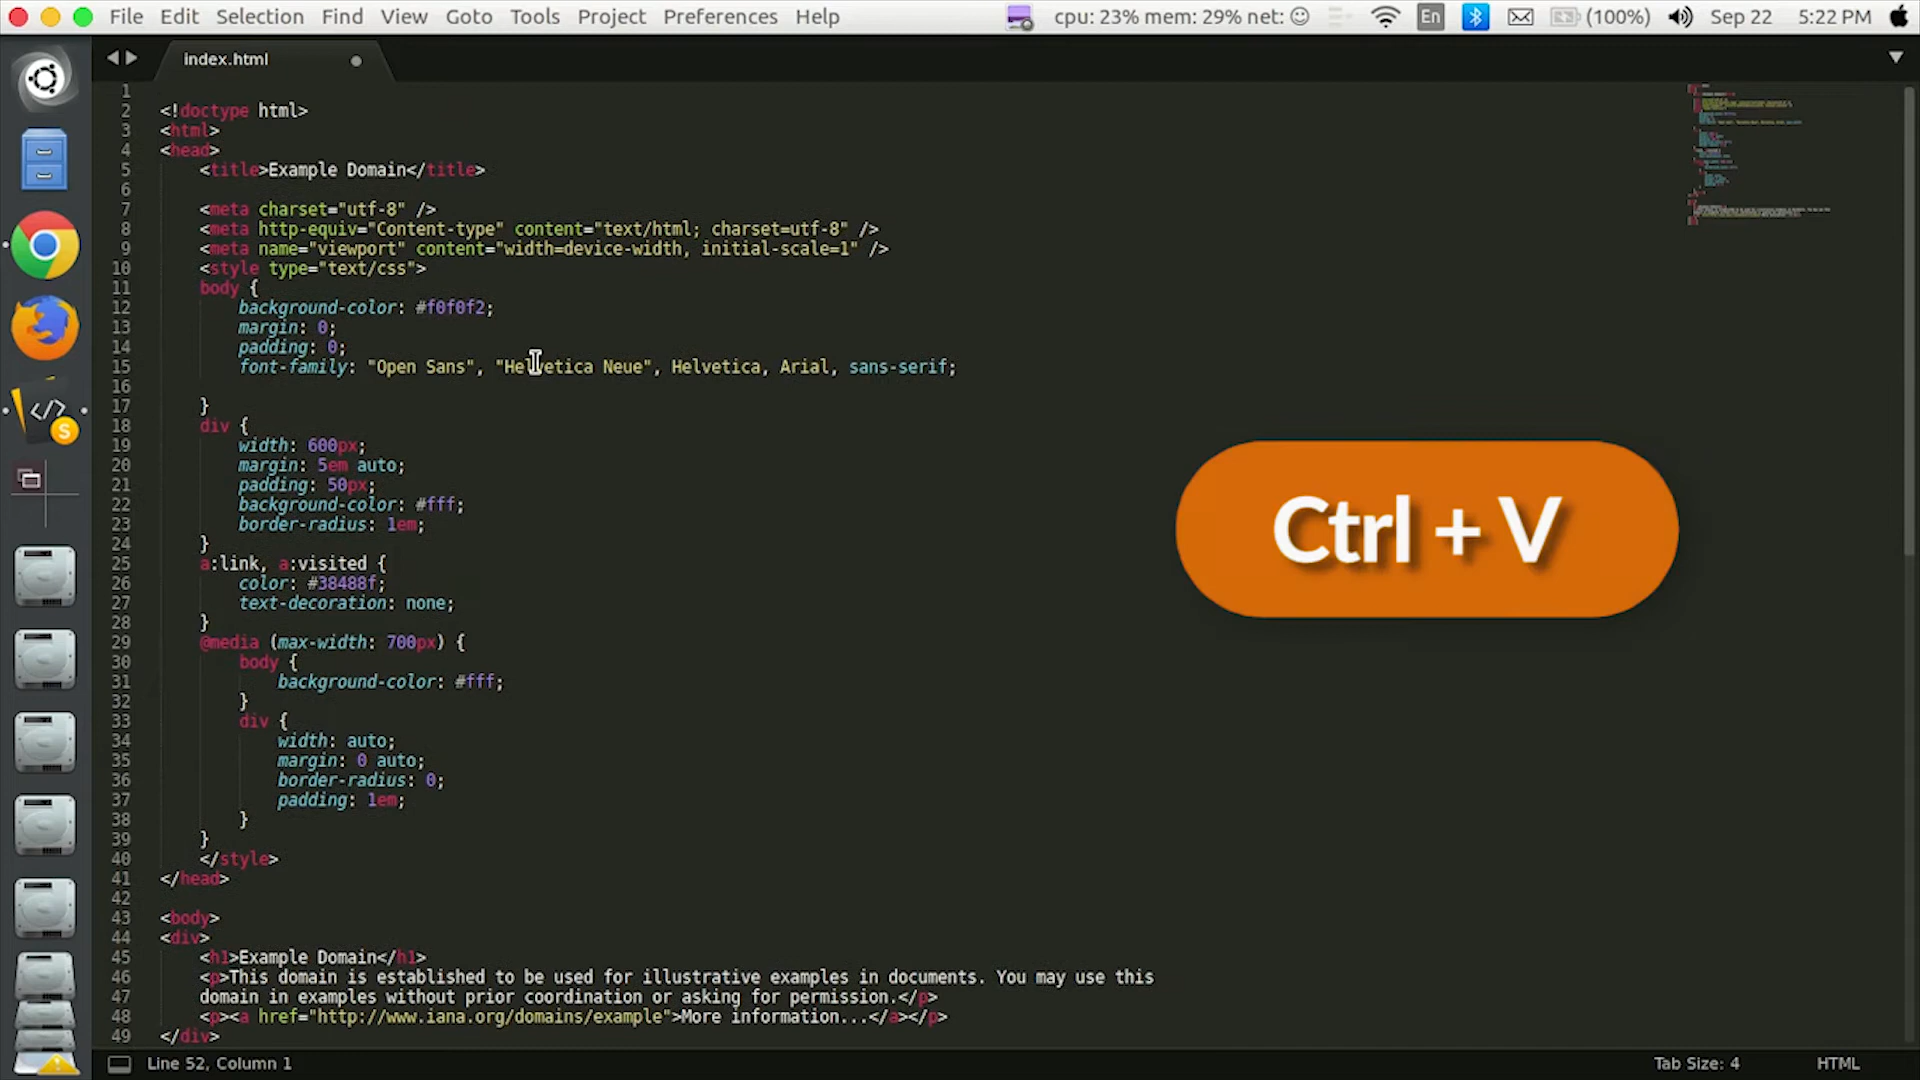 File Edit Selection Find View Goto Tools Project Preferences Help cpu: 23% mem: 29% net: En (100%) Sep 22 5:22 PM
index.html
1
2 <!doctype html>
3 <html>
4 <head>
5 <title>Example Domain</title>
6
7 <meta charset="utf-8" />
8 <meta http-equiv="Content-type" content="text/html; charset=utf-8" />
9 <meta name="viewport" content="width=device-width, initial-scale=1" />
10 <style type="text/css">
11 body {
12 background-color: #f0f0f2;
13 margin: 0;
14 padding: 0;
15 font-family: "Open Sans", "Helvetica Neue", Helvetica, Arial, sans-serif;
16
17 }
18 div {
19 width: 600px;
20 margin: 5em auto;
21 padding: 50px;
22 background-color: #fff;
23 border-radius: 1em;
24 }
25 a:link, a:visited {
26 color: #38488f;
27 text-decoration: none;
28 }
29 @media (max-width: 700px) {
30 body {
31 background-color: #fff;
32 }
33 div {
34 width: auto;
35 margin: 0 auto;
36 border-radius: 0;
37 padding: 1em;
38 }
39 }
40 </style>
41 </head>
42
43 <body>
44 <div>
45 <h1>Example Domain</h1>
46 <p>This domain is established to be used for illustrative examples in documents. You may use this
47 domain in examples without prior coordination or asking for permission.</p>
48 <p><a href="http://www.iana.org/domains/example">More information...</a></p>
49 </div>
Ctrl + V
S
Line 52, Column 1 Tab Size: 4 HTML